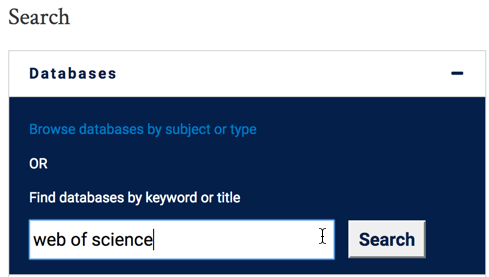 Search
Databases
Browse databases by subject or type
OR
Find databases by keyword or title
web of science
Search